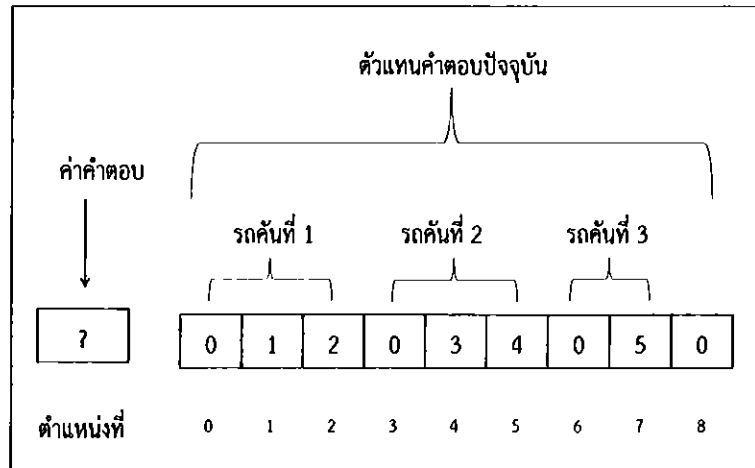 ตัวแทนคำตอบปัจจุบัน
ค่าคำตอบ
รถคันที่ 1 รถคันที่ 2 รถคันที่ 3
? 0 1 2 0 3 4 0 5 0
ตำแหน่งที่ 0 1 2 3 4 5 6 7 8